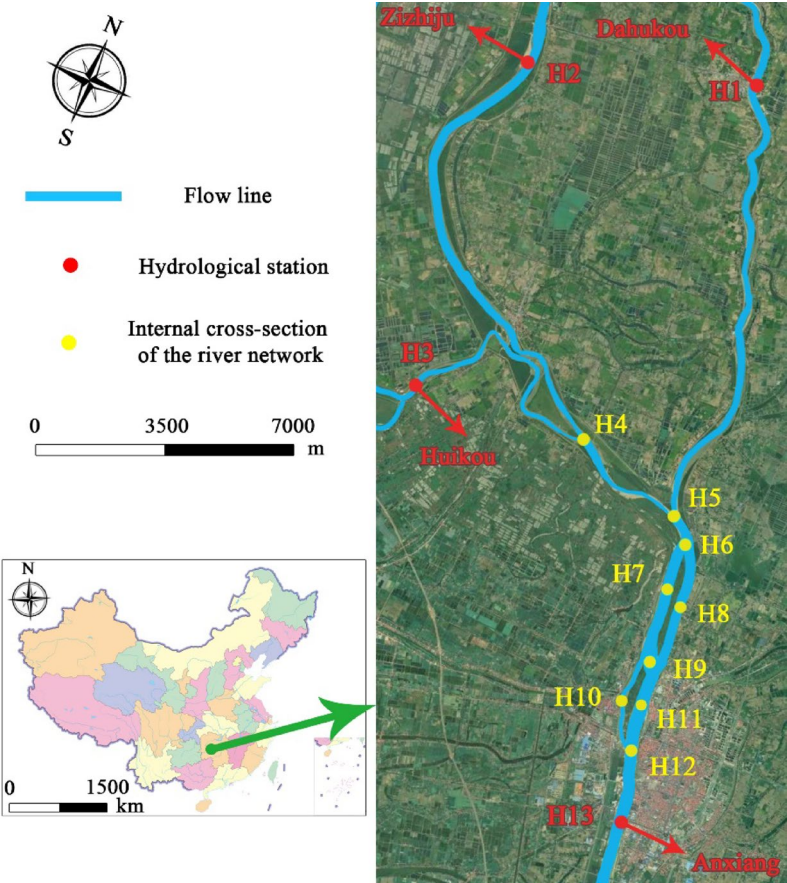 N
S
Flow line
Hydrological station
Internal cross-section
of the river network
0 3500 7000
m
N
0 1500
km
Zizhiju
Dahukou
H2
H1
H3
Huikou
H4
H5
H6
H7
H8
H9
H10
H11
H12
H13
Anxiang